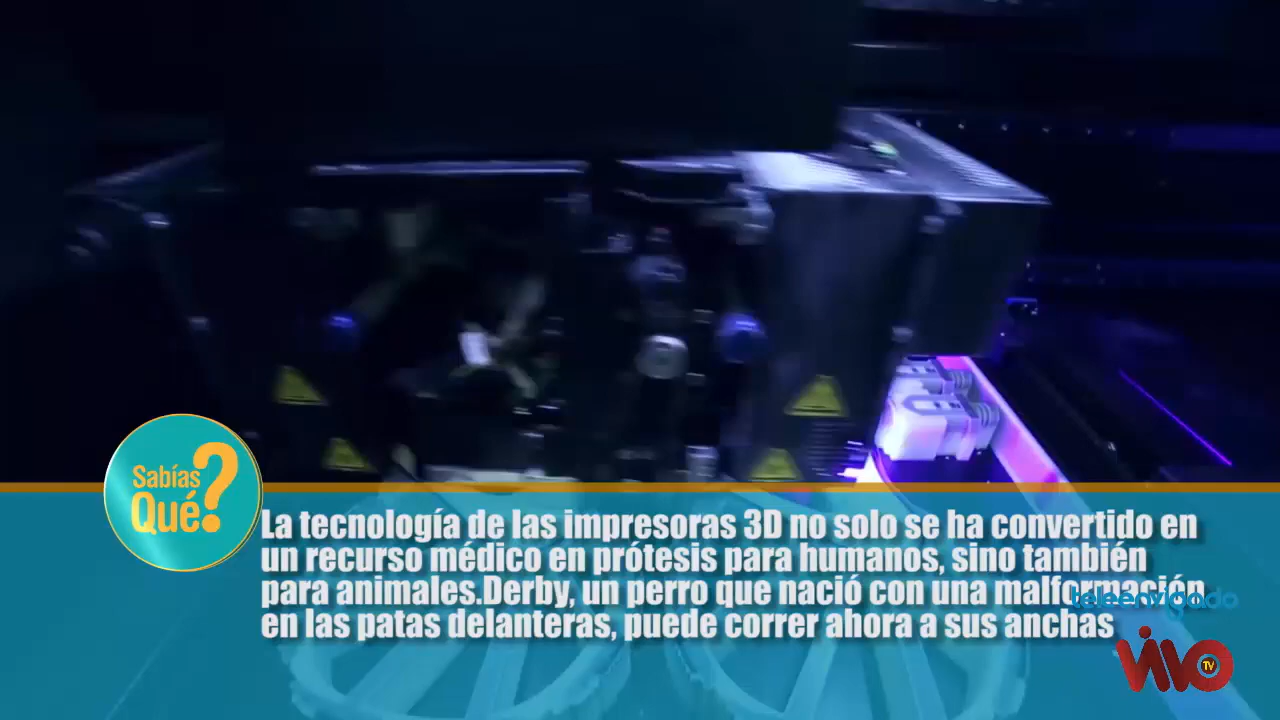 Sabías
Qué?
La tecnología de las impresoras 3D no solo se ha convertido en
un recurso médico en prótesis para humanos, sino también
para animales.Derby, un perro que nació con una malformación
en las patas delanteras, puede correr ahora a sus anchas
teleenvigado
VIVO
TV